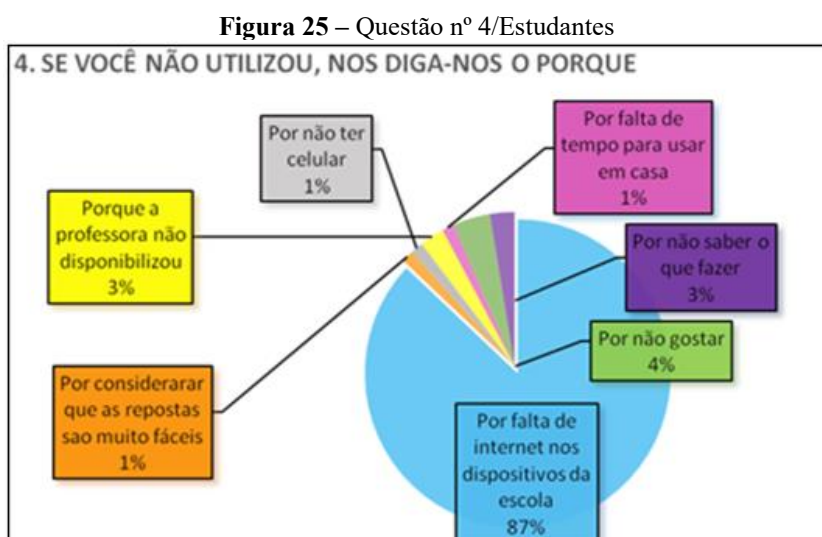 Figura 25 – Questão nº 4/Estudantes
4. SE VOCÊ NÃO UTILIZOU, NOS DIGA-NOS O PORQUE
Por não ter
celular
1%
Por falta de
tempo para usar
em casa
1%
Porque a
professora não
disponibilizou
3%
Por não saber o
que fazer
3%
Por não gostar
4%
Por considerarar
que as repostas
sao muito fáceis
1%
Por falta de
internet nos
dispositivos da
escola
87%